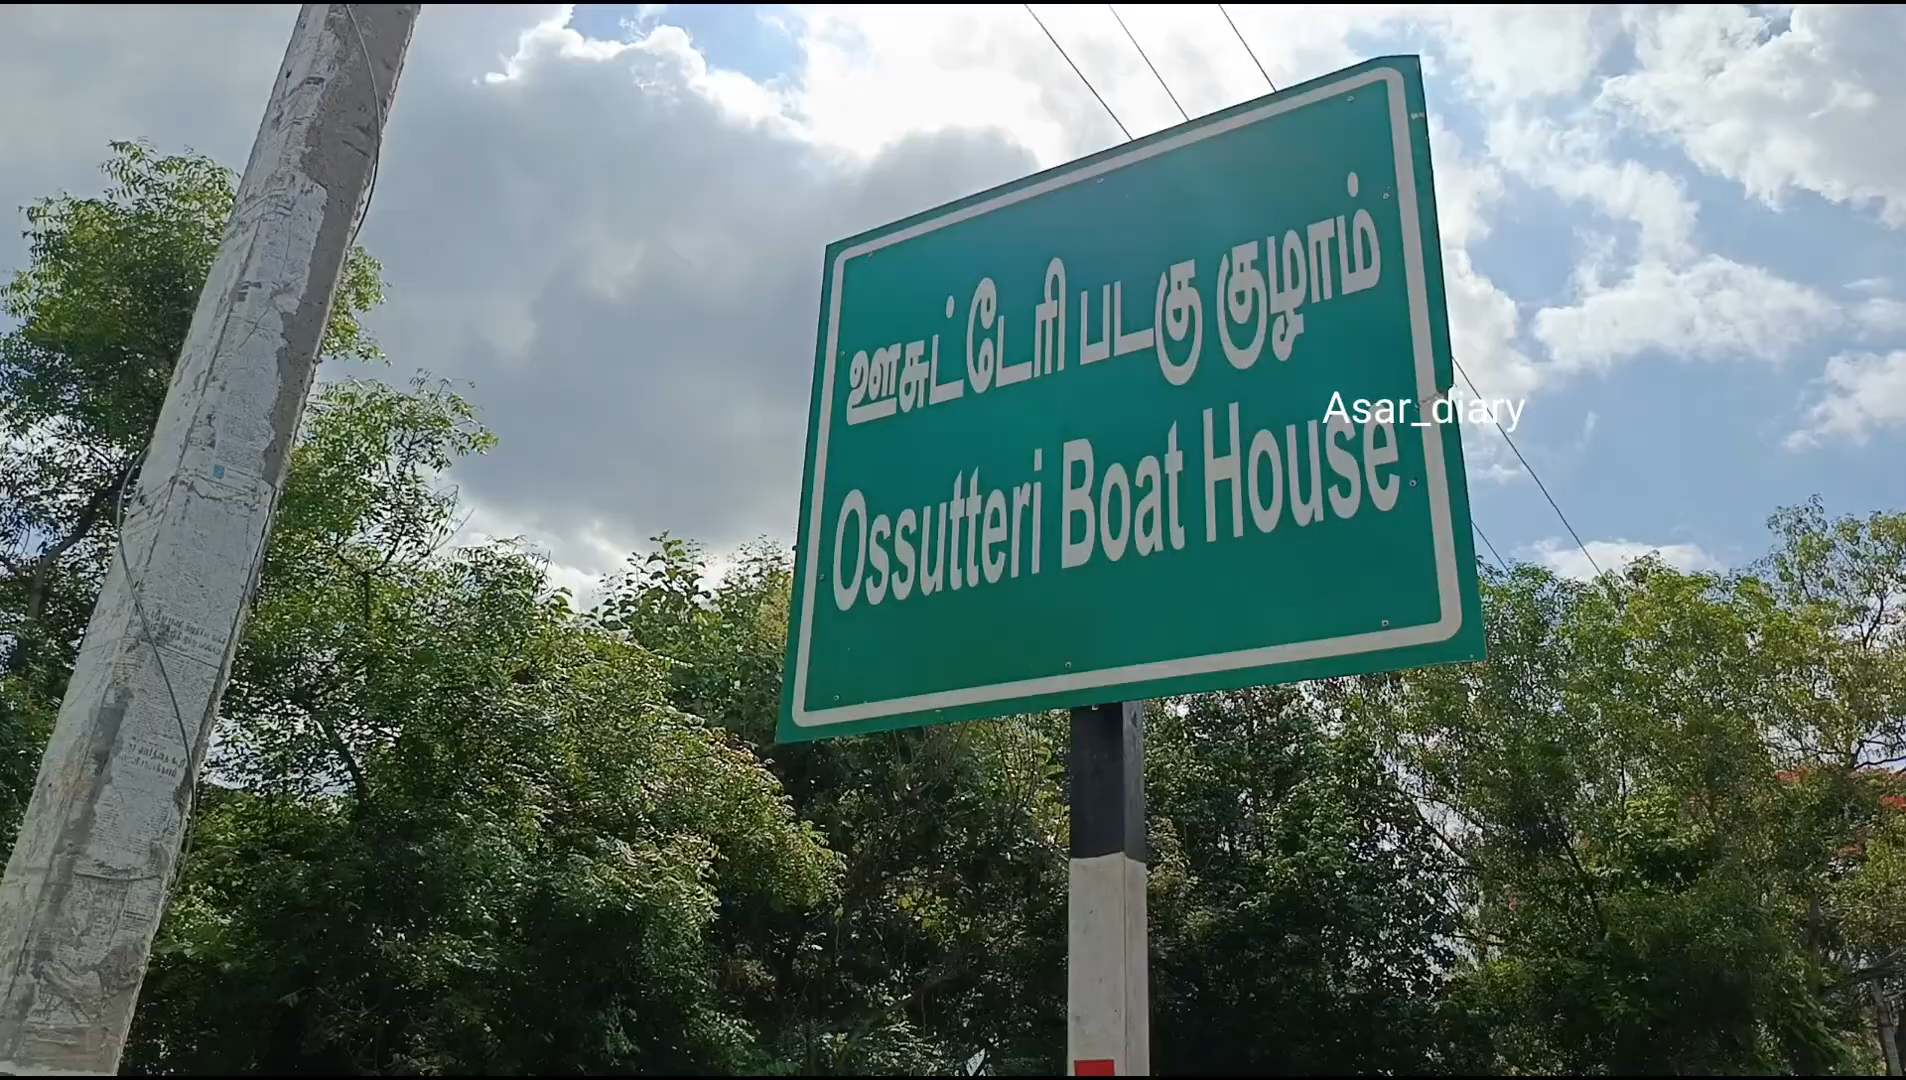 ஊசுட்டேரி படகு குழாம்
Asar_diary
Ossutteri Boat House